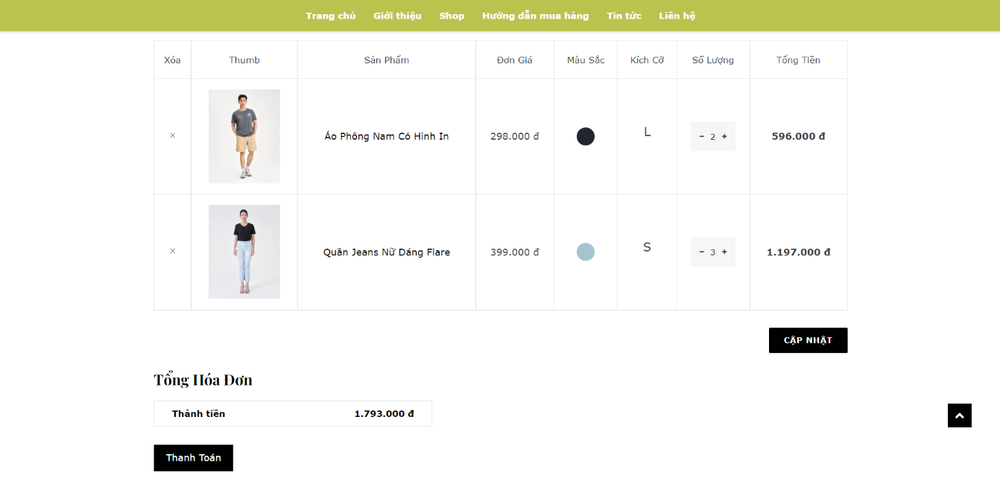 Trang chủ Giới thiệu Shop Hướng dẫn mua hàng Tin tức Liên hệ
Xóa Thumb Sản Phẩm Đơn Giá Màu Sắc Kích Cỡ Số Lượng Tổng Tiền
× Áo Phông Nam Có Hình In 298.000 đ L − 2 + 596.000 đ
× Quần Jeans Nữ Dáng Flare 399.000 đ S − 3 + 1.197.000 đ
CẬP NHẬT
Tổng Hóa Đơn
Thành tiền 1.793.000 đ
Thanh Toán